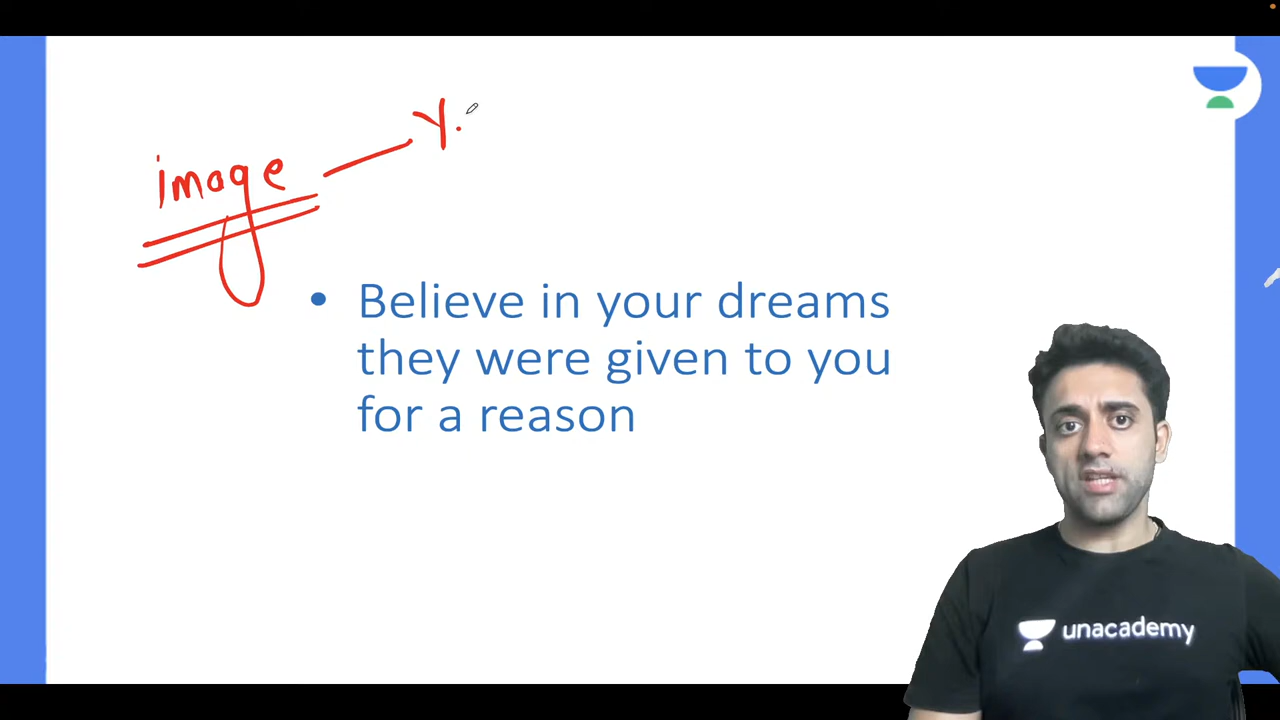 Y.
image
• Believe in your dreams
they were given to you
for a reason
unacademy